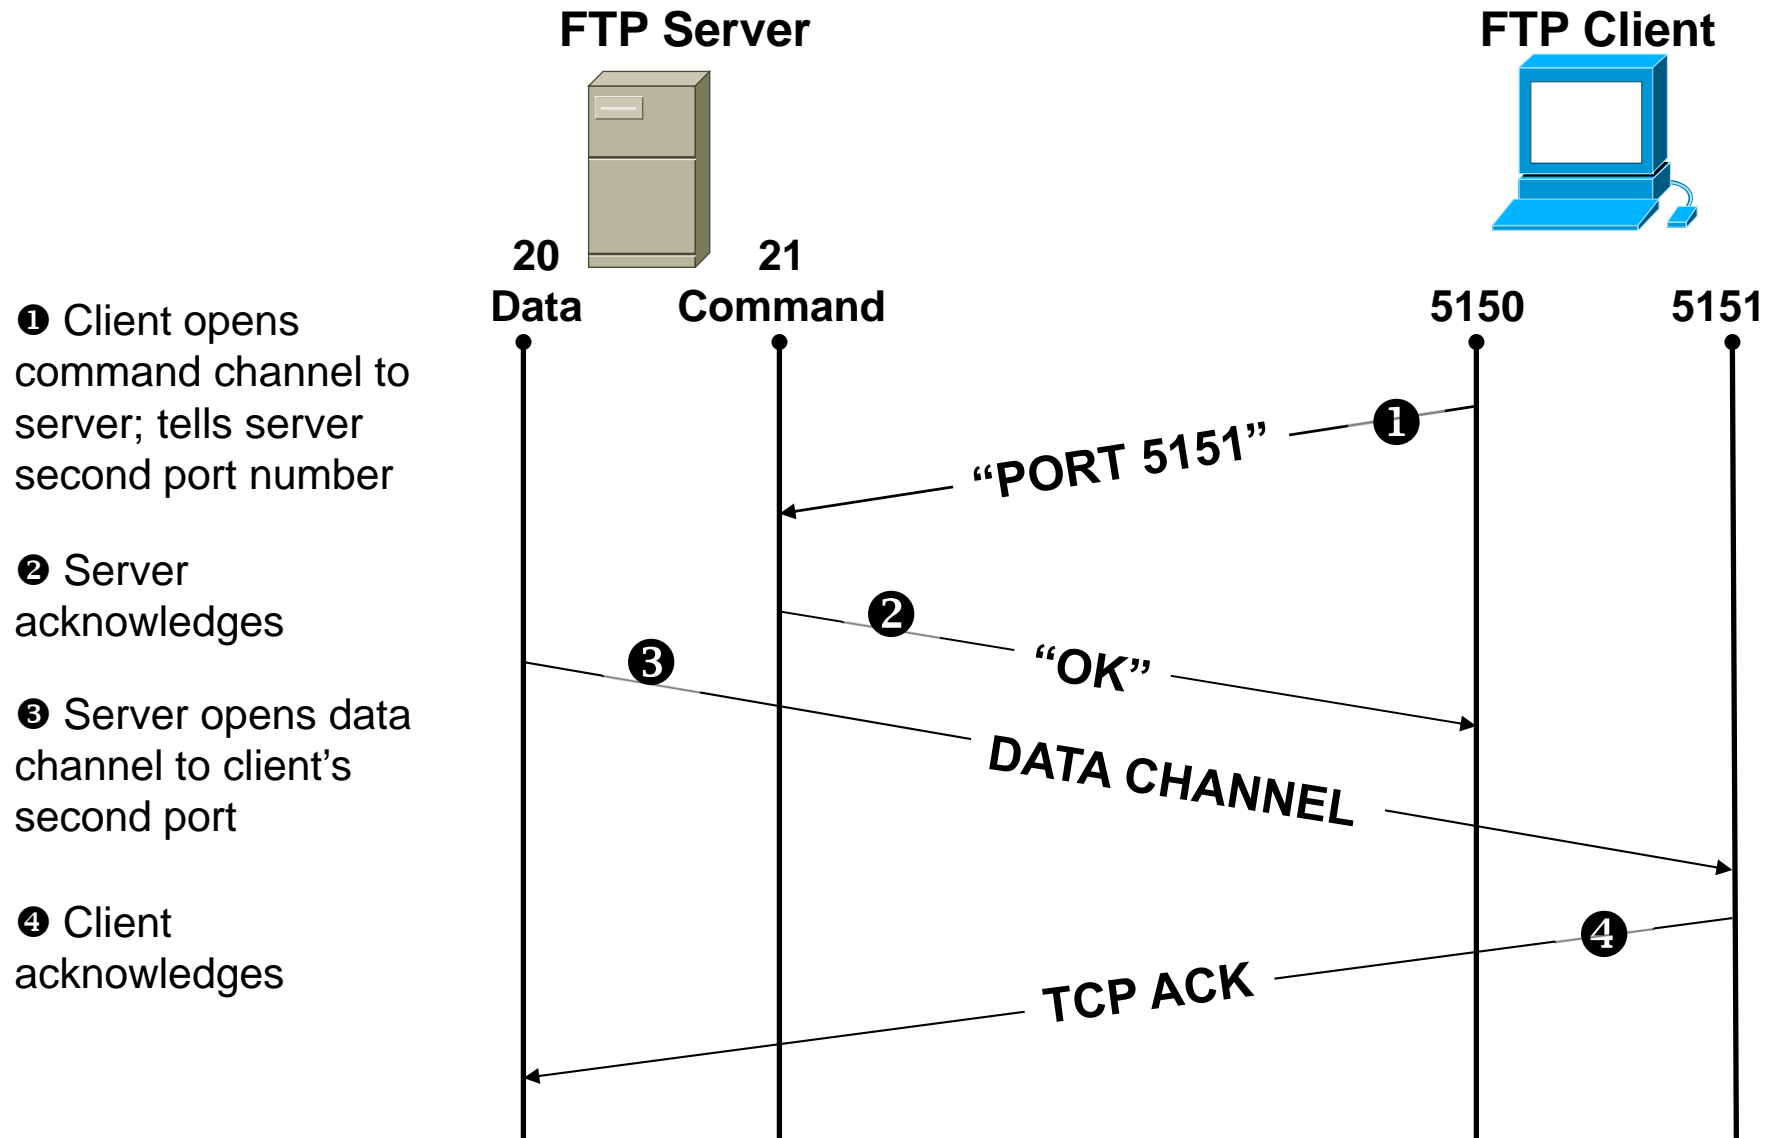 FTP Server
FTP Client
20
Data
21
Command
5150
5151
❶ Client opens
command channel to
server; tells server
second port number
❷ Server
acknowledges
❸ Server opens data
channel to client’s
second port
❹ Client
acknowledges
❶
“PORT 5151”
❷
“OK”
❸
DATA CHANNEL
❹
TCP ACK